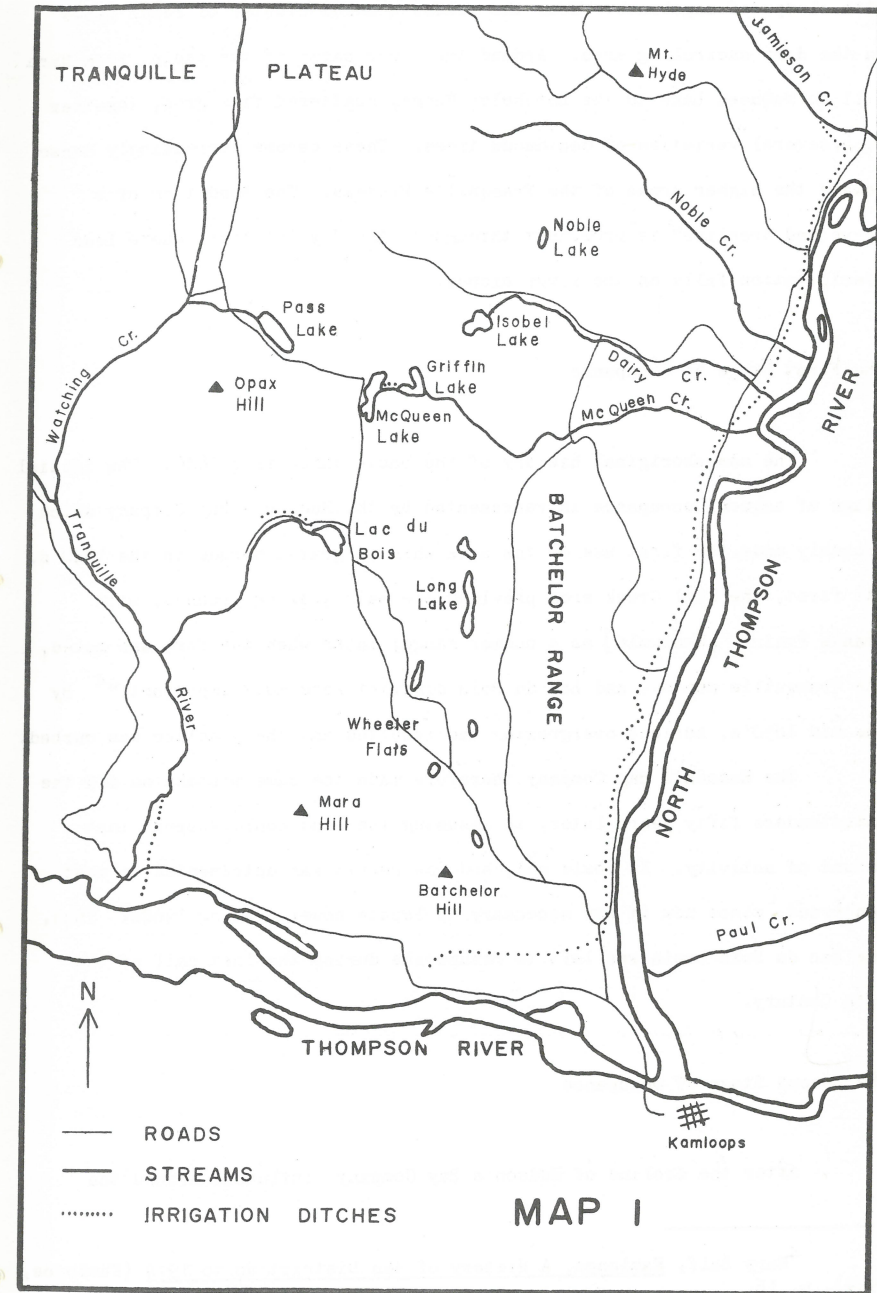 Jamieson Cr.
Mt.
Hyde
TRANQUILLE PLATEAU
Noble Cr.
Noble
Lake
Pass
Lake
Isobel
Lake
Watching Cr.
Opax
Hill
Griffin
Lake
Dairy Cr.
McQueen
Lake
McQueen Cr.
RIVER
Tranquille
River
Lac du
Bois
BATCHELOR RANGE
Long
Lake
THOMPSON
NORTH
Wheeler
Flats
Mara
Hill
Batchelor
Hill
Paul Cr.
N
THOMPSON RIVER
Kamloops
ROADS
STREAMS
IRRIGATION DITCHES
MAP I